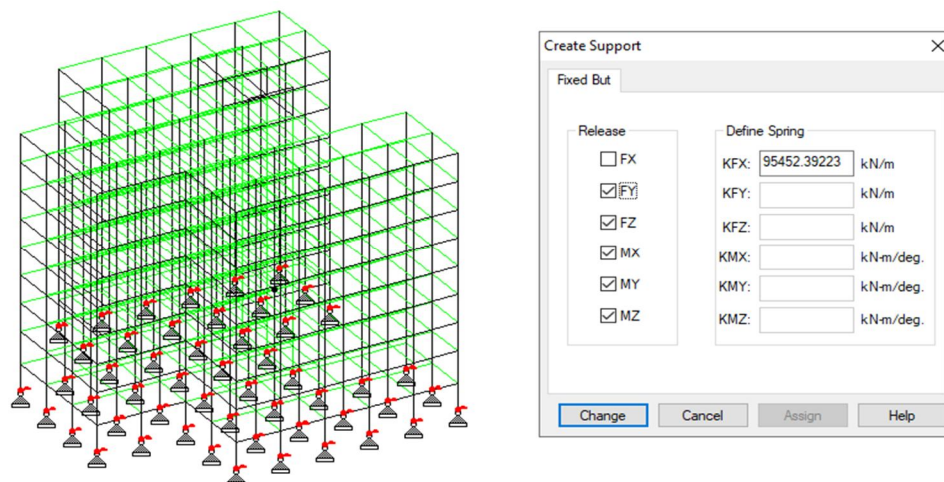 Create Support
Fixed But
Release
FX
FY
FZ
MX
MY
MZ
Define Spring
KFX: 95452.39223 kN/m
KFY: kN/m
KFZ: kN/m
KMX: kN-m/deg.
KMY: kN-m/deg.
KMZ: kN-m/deg.
Change Cancel Assign Help